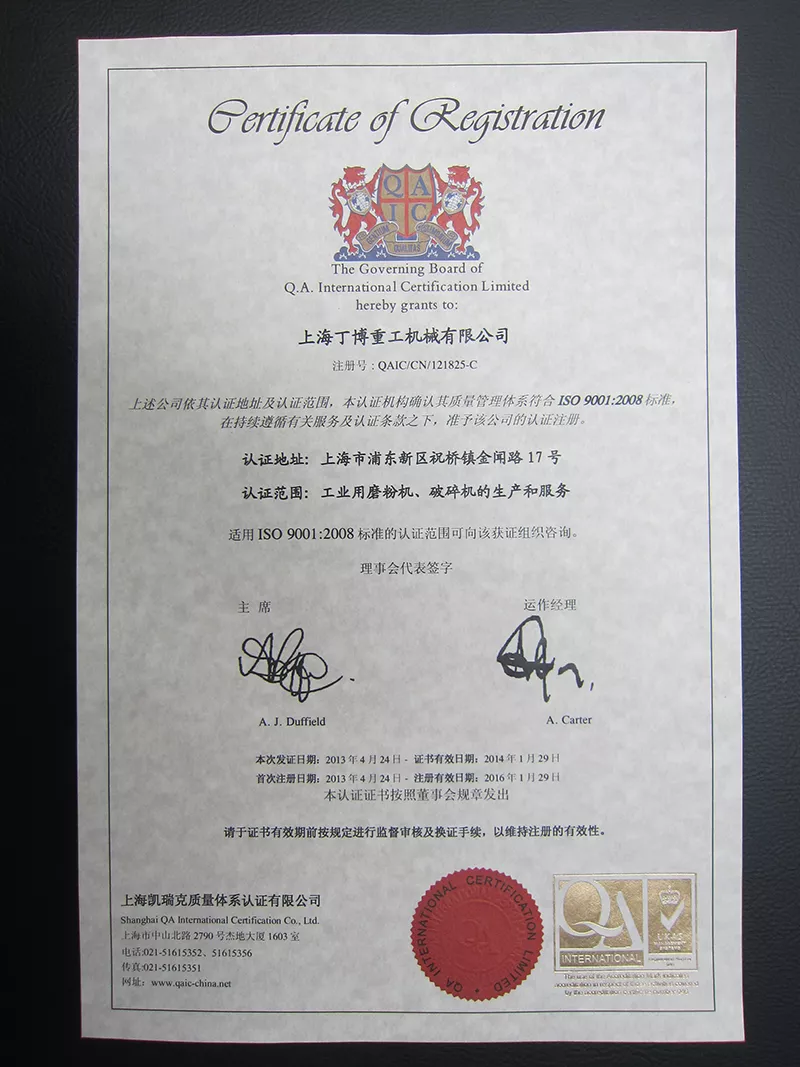 Certificate of Registration
QA
IC
QUALITAS
The Governing Board of
Q.A. International Certification Limited
hereby grants to:
上海丁博重工机械有限公司
注册号：QAIC/CN/121825-C
上述公司依其认证地址及认证范围，本认证机构确认其质量管理体系符合 ISO 9001:2008 标准，
在持续遵循有关服务及认证条款之下，准予该公司的认证注册。
认证地址：上海市浦东新区祝桥镇金闻路 17 号
认证范围：工业用磨粉机、破碎机的生产和服务
适用 ISO 9001:2008 标准的认证范围可向该获证组织咨询。
理事会代表签字
主 席 运作经理
A. J. Duffield A. Carter
本次发证日期：2013 年 4 月 24 日 - 证书有效日期：2014 年 1 月 29 日
首次注册日期：2013 年 4 月 24 日 - 注册有效日期：2016 年 1 月 29 日
本认证证书按照董事会规章发出
请于证书有效期前按规定进行监督审核及换证手续，以维持注册的有效性。
上海凯瑞克质量体系认证有限公司
Shanghai QA International Certification Co., Ltd.
上海市中山北路 2790 号杰地大厦 1603 室
电话:021-51615352、51615356
传真:021-51615351
网址：www.qaic-china.net
QA INTERNATIONAL CERTIFICATION LIMITED
QA
INTERNATIONAL
UKAS
MANAGEMENT
SYSTEMS